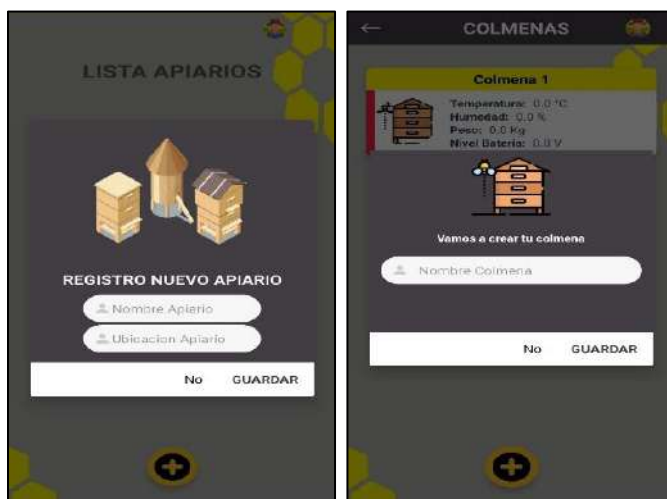 LISTA APIARIOS
REGISTRO NUEVO APIARIO
Nombre Apiario
Ubicacion Apiario
No GUARDAR
COLMENAS
Colmena 1
Temperatura: 0.0 °C
Humedad: 0.0 %
Peso: 0.0 Kg
Nivel Bateria: 0.0 V
Vamos a crear tu colmena
Nombre Colmena
No GUARDAR